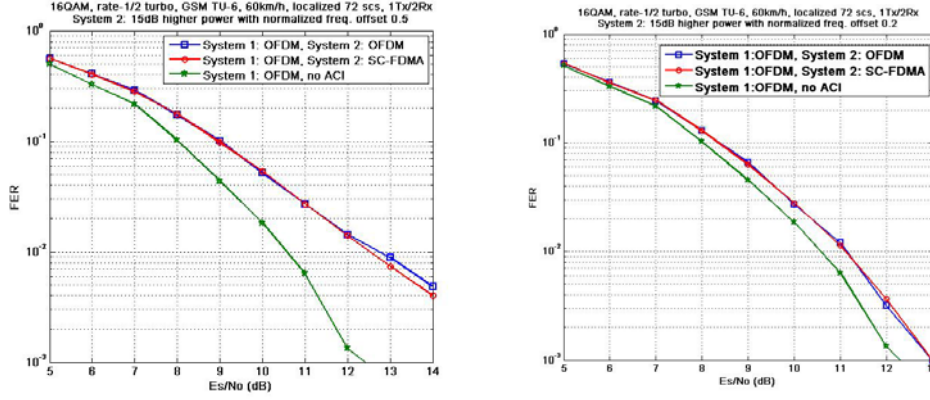 16QAM, rate-1/2 turbo, GSM TU-6, 60km/h, localized 72 scs, 1Tx/2Rx
System 2: 15dB higher power with normalized freq. offset 0.5
System 1: OFDM, System 2: OFDM
System 1: OFDM, System 2: SC-FDMA
System 1: OFDM, no ACI
10^0
10^-1
10^-2
10^-3
FER
5 6 7 8 9 10 11 12 13 14
Es/No (dB)
16QAM, rate-1/2 turbo, GSM TU-6, 60km/h, localized 72 scs, 1Tx/2Rx
System 2: 15dB higher power with normalized freq. offset 0.2
System 1:OFDM, System 2: OFDM
System 1:OFDM, System 2: SC-FDMA
System 1:OFDM, no ACI
10^0
10^-1
10^-2
10^-3
FER
5 6 7 8 9 10 11 12
Es/No (dB)